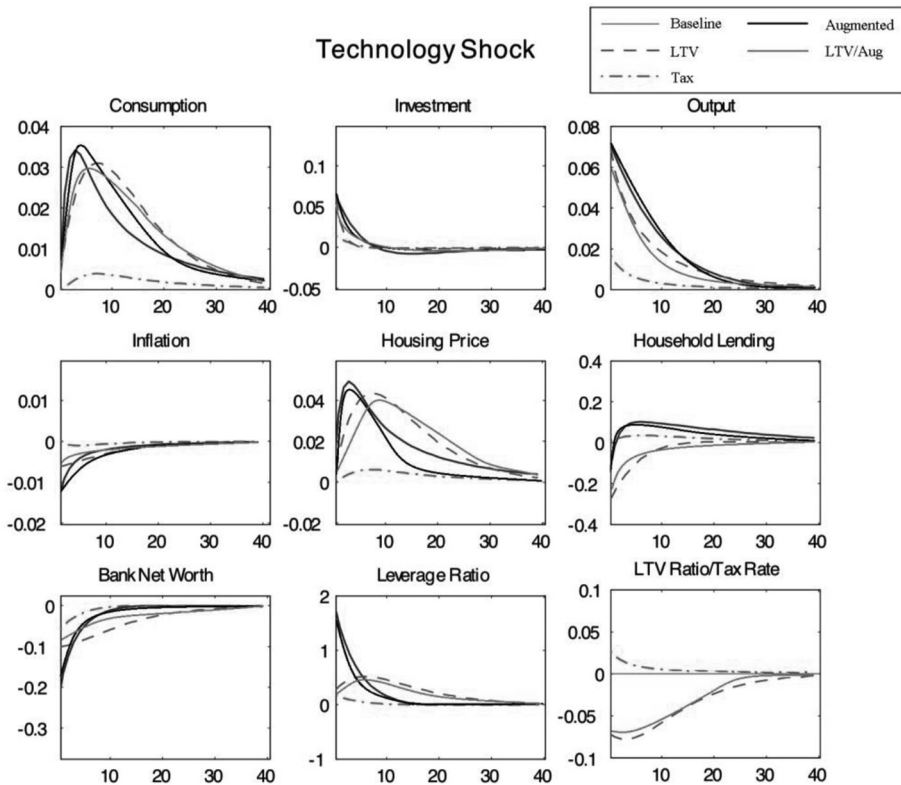 Technology Shock
Baseline Augmented
LTV LTV/Aug
Tax
Consumption Investment Output
0.04 0.03 0.02 0.01 0
10 20 30 40
0.1 0.05 0 -0.05
10 20 30 40
0.08 0.06 0.04 0.02 0
10 20 30 40
Inflation Housing Price Household Lending
0.01 0 -0.01 -0.02
10 20 30 40
0.04 0.02 0 -0.02
10 20 30 40
0.4 0.2 0 -0.2 -0.4
10 20 30 40
Bank Net Worth Leverage Ratio LTV Ratio/Tax Rate
0 -0.1 -0.2 -0.3
10 20 30 40
2 1 0 -1
10 20 30 40
0.1 0.05 0 -0.05 -0.1
10 20 30 40